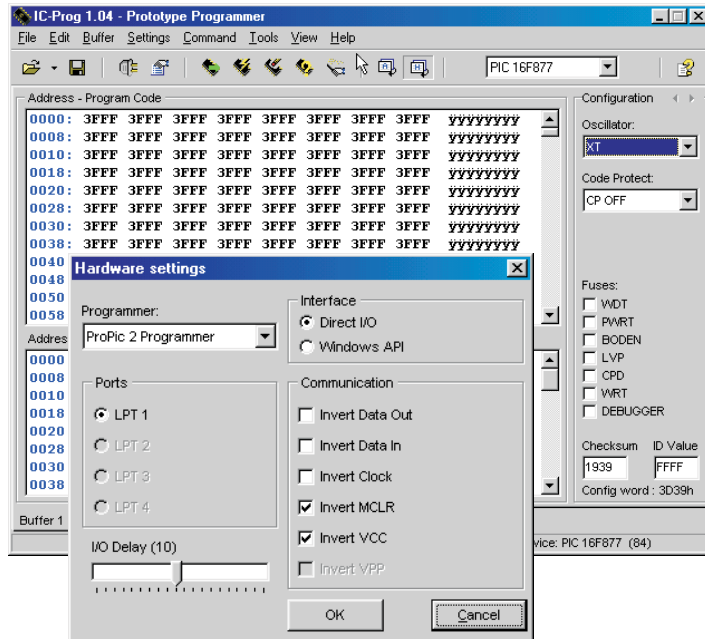 IC-Prog 1.04 - Prototype Programmer
File Edit Buffer Settings Command Tools View Help
PIC 16F877
Address - Program Code
0000: 3FFF 3FFF 3FFF 3FFF 3FFF 3FFF 3FFF 3FFF ÿÿÿÿÿÿÿÿ
0008: 3FFF 3FFF 3FFF 3FFF 3FFF 3FFF 3FFF 3FFF ÿÿÿÿÿÿÿÿ
0010: 3FFF 3FFF 3FFF 3FFF 3FFF 3FFF 3FFF 3FFF ÿÿÿÿÿÿÿÿ
0018: 3FFF 3FFF 3FFF 3FFF 3FFF 3FFF 3FFF 3FFF ÿÿÿÿÿÿÿÿ
0020: 3FFF 3FFF 3FFF 3FFF 3FFF 3FFF 3FFF 3FFF ÿÿÿÿÿÿÿÿ
0028: 3FFF 3FFF 3FFF 3FFF 3FFF 3FFF 3FFF 3FFF ÿÿÿÿÿÿÿÿ
0030: 3FFF 3FFF 3FFF 3FFF 3FFF 3FFF 3FFF 3FFF ÿÿÿÿÿÿÿÿ
0038: 3FFF 3FFF 3FFF 3FFF 3FFF 3FFF 3FFF 3FFF ÿÿÿÿÿÿÿÿ
0040
0048
0050
0058
Addres
0000
0008
0010
0018
0020
0028
0030
0038
Buffer 1
Configuration
Oscillator:
XT
Code Protect:
CP OFF
Fuses:
WDT
PWRT
BODEN
LVP
CPD
WRT
DEBUGGER
Checksum ID Value
1939 FFFF
Config word : 3D39h
vice: PIC 16F877 (84)
Hardware settings
Programmer:
ProPic 2 Programmer
Ports
LPT 1
LPT 2
LPT 3
LPT 4
I/O Delay (10)
Interface
Direct I/O
Windows API
Communication
Invert Data Out
Invert Data In
Invert Clock
Invert MCLR
Invert VCC
Invert VPP
OK
Cancel